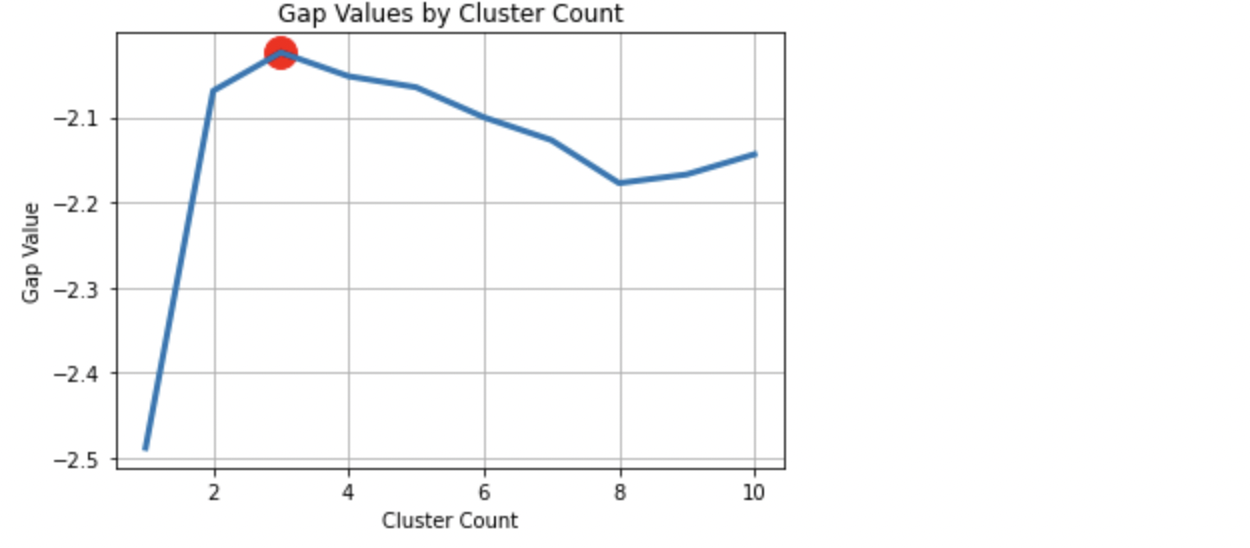 Gap Values by Cluster Count
−2.1
−2.2
−2.3
−2.4
−2.5
Gap Value
2 4 6 8 10
Cluster Count